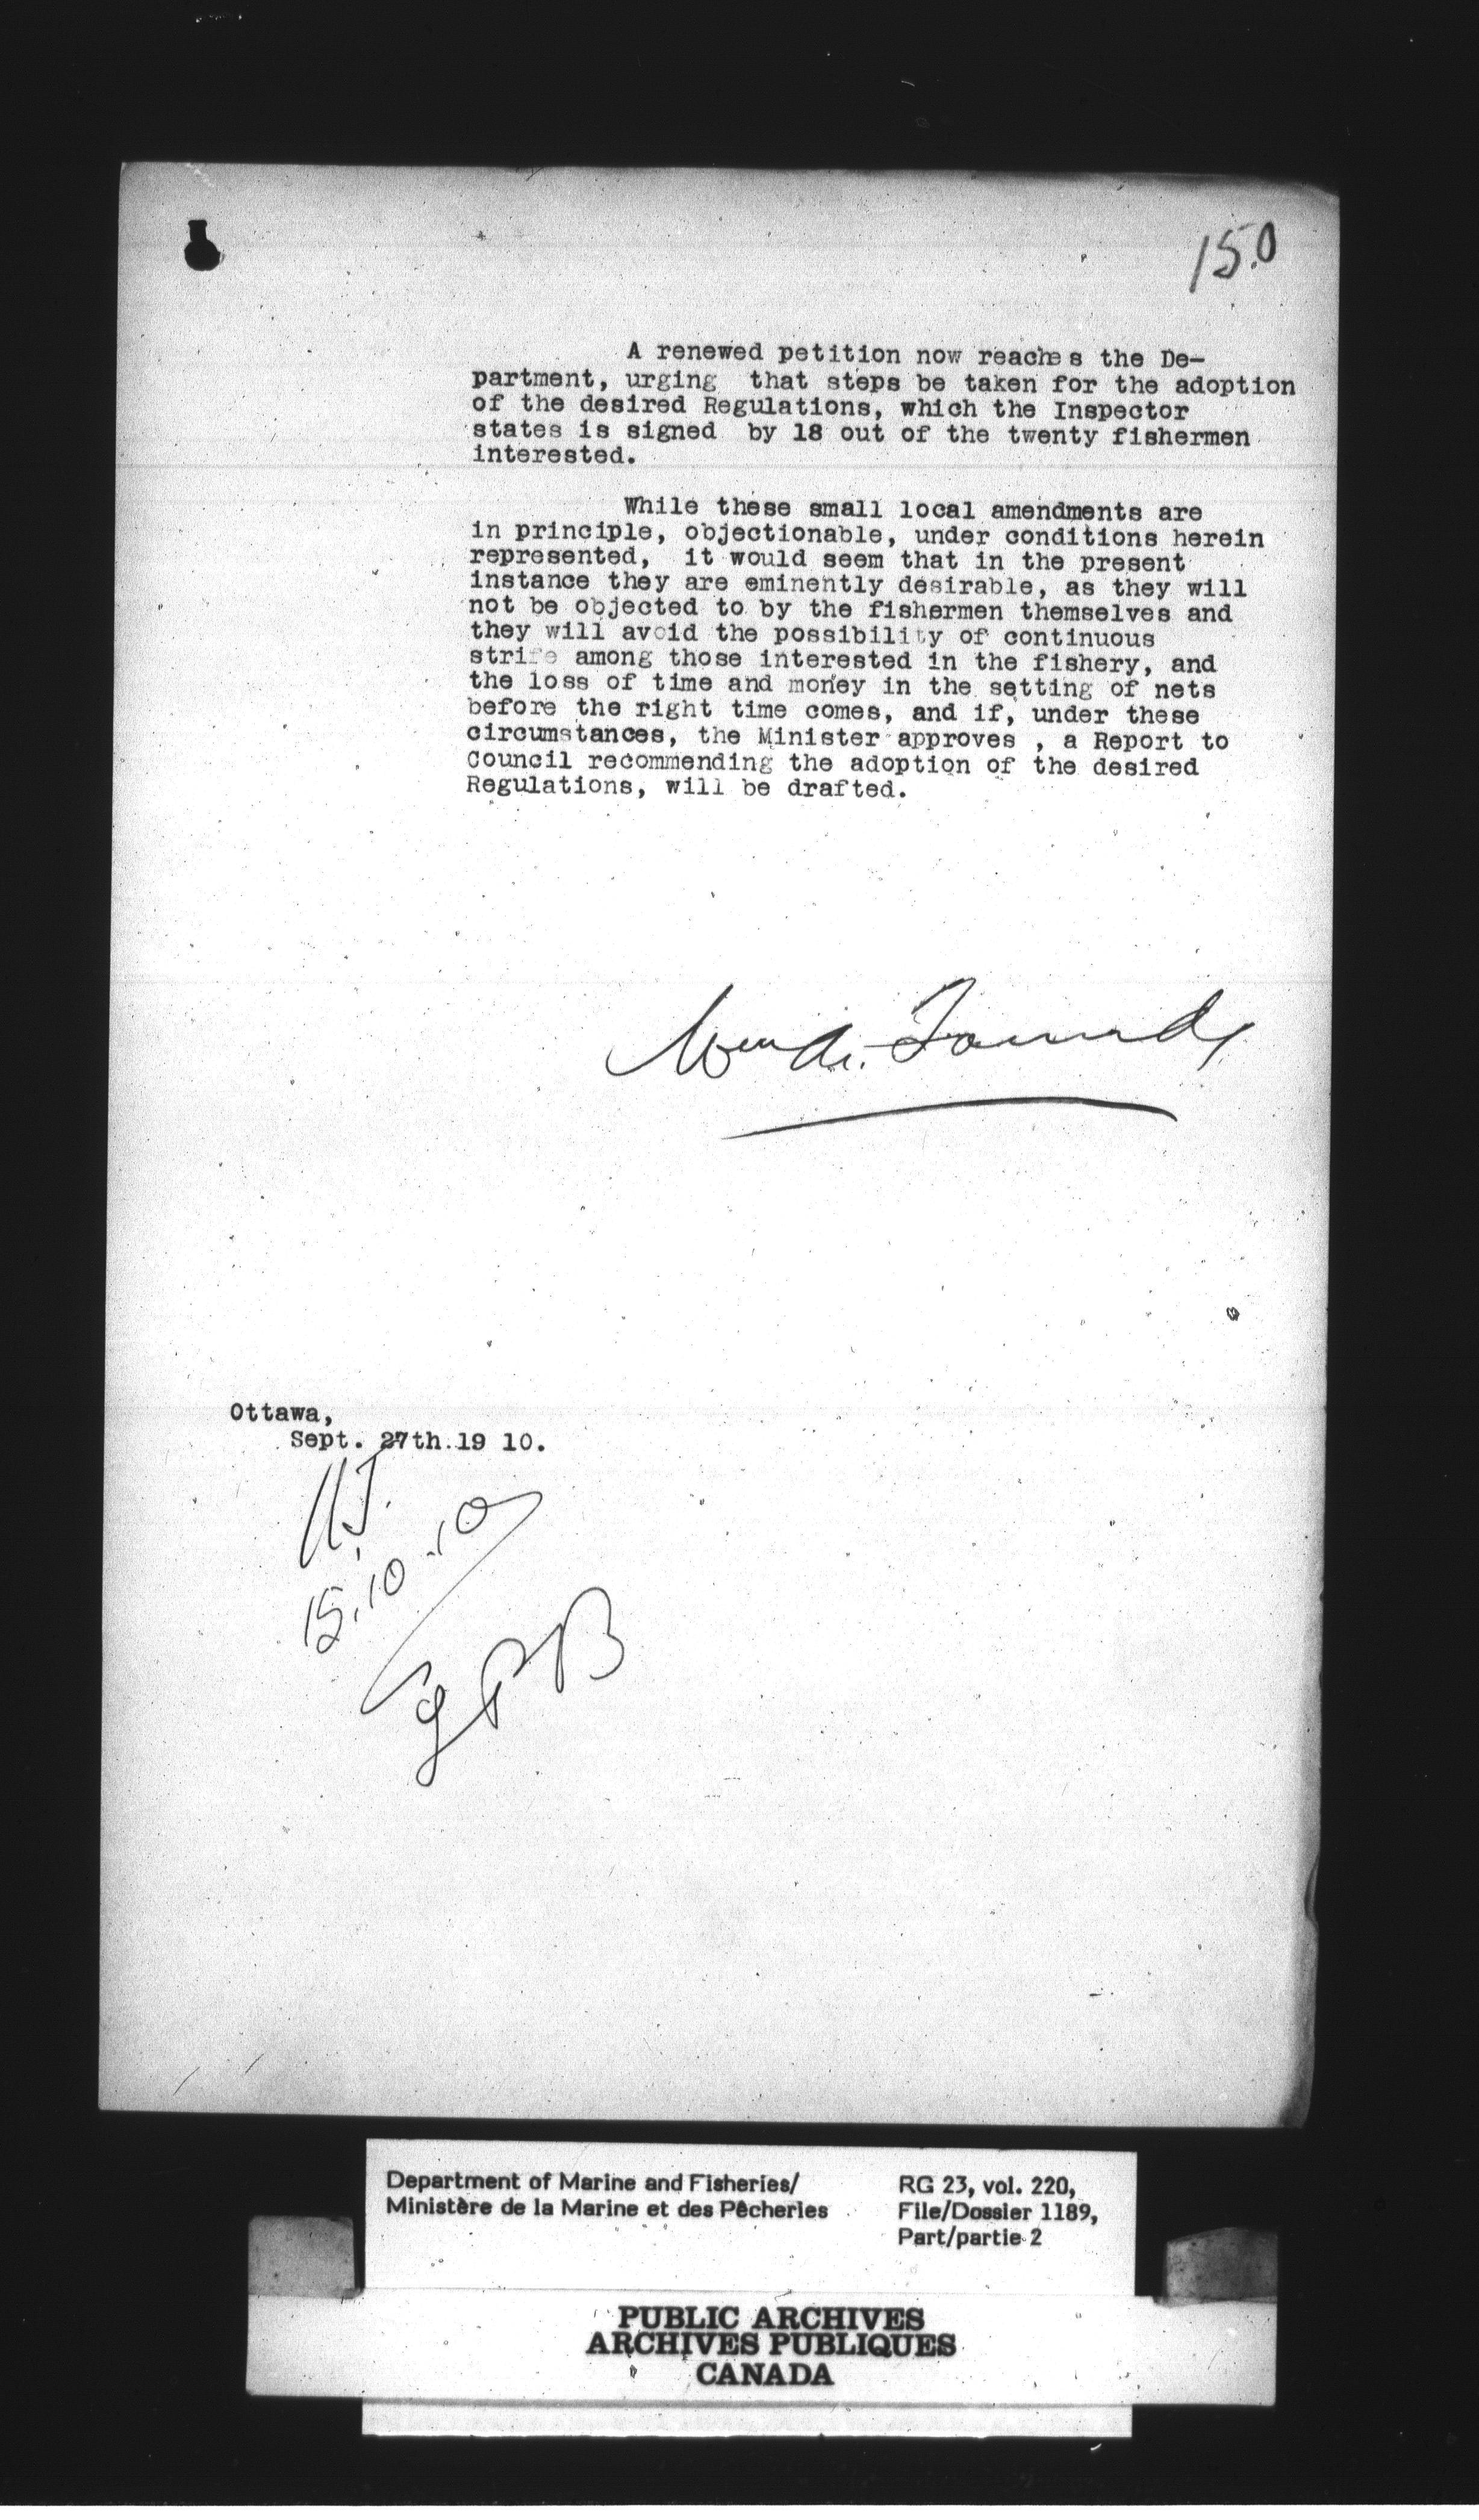 150
A renewed petition now reaches the De-
partment, urging that steps be taken for the adoption
of the desired Regulations, which the Inspector
states is signed by 18 out of the twenty fishermen
interested.
While these small local amendments are
in principle, objectionable, under conditions herein
represented, it would seem that in the present
instance they are eminently desirable, as they will
not be objected to by the fishermen themselves and
they will avoid the possibility of continuous
strife among those interested in the fishery, and
the loss of time and money in the setting of nets
before the right time comes, and if, under these
circumstances, the Minister approves , a Report to
Council recommending the adoption of the desired
Regulations, will be drafted.
Ottawa,
Sept. 27th.19 10.
15.10.10
LPB
Department of Marine and Fisheries/
Ministère de la Marine et des Pêcheries
RG 23, vol. 220,
File/Dossier 1189,
Part/partie 2
PUBLIC ARCHIVES
ARCHIVES PUBLIQUES
CANADA